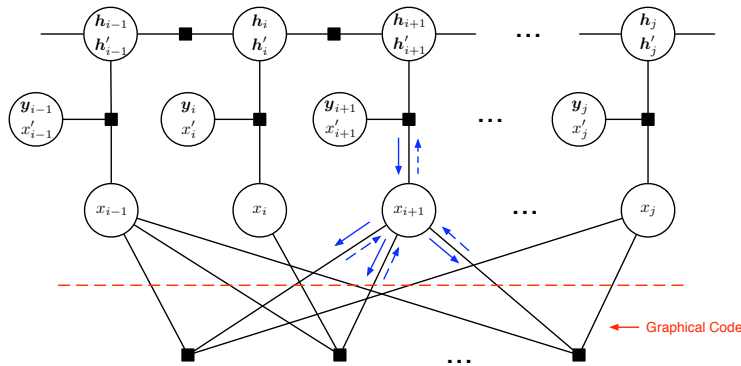 h_{i−1} h_i h_{i+1} ... h_j
h′_{i−1} h′_i h′_{i+1} h′_j
y_{i−1} y_i y_{i+1} ... y_j
x′_{i−1} x′_i x′_{i+1} x′_j
x_{i−1} x_i x_{i+1} ... x_j
Graphical Code
...